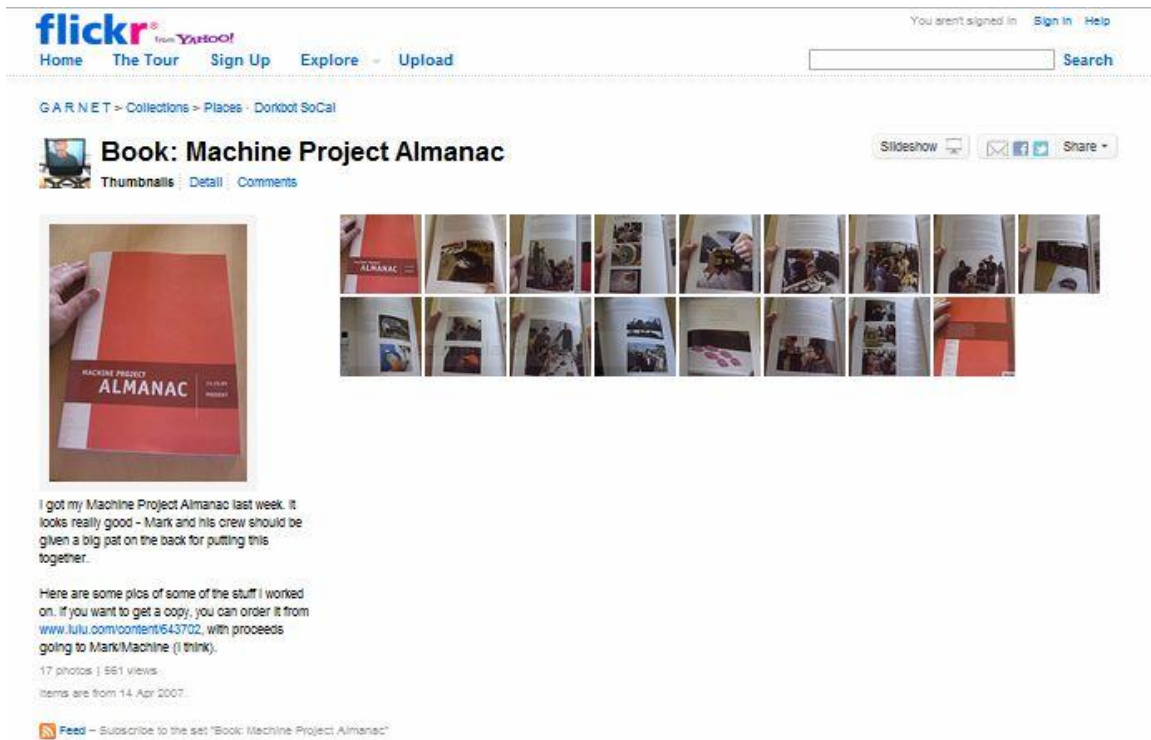 flickr® from YAHOO!
You aren't signed in Sign In Help
Home The Tour Sign Up Explore Upload
Search
GARNET > Collections > Places - Dorkbot SoCal
Book: Machine Project Almanac
Slideshow Share
Thumbnails Detail Comments
ALMANAC
MACHINE PROJECT
ALMANAC
PRESENT
I got my Machine Project Almanac last week. It
looks really good - Mark and his crew should be
given a big pat on the back for putting this
together.
Here are some pics of some of the stuff I worked
on. If you want to get a copy, you can order it from
www.lulu.com/content/643702, with proceeds
going to Mark/Machine (I think).
17 photos | 561 views
items are from 14 Apr 2007.
Feed – Subscribe to the set "Book: Machine Project Almanac"